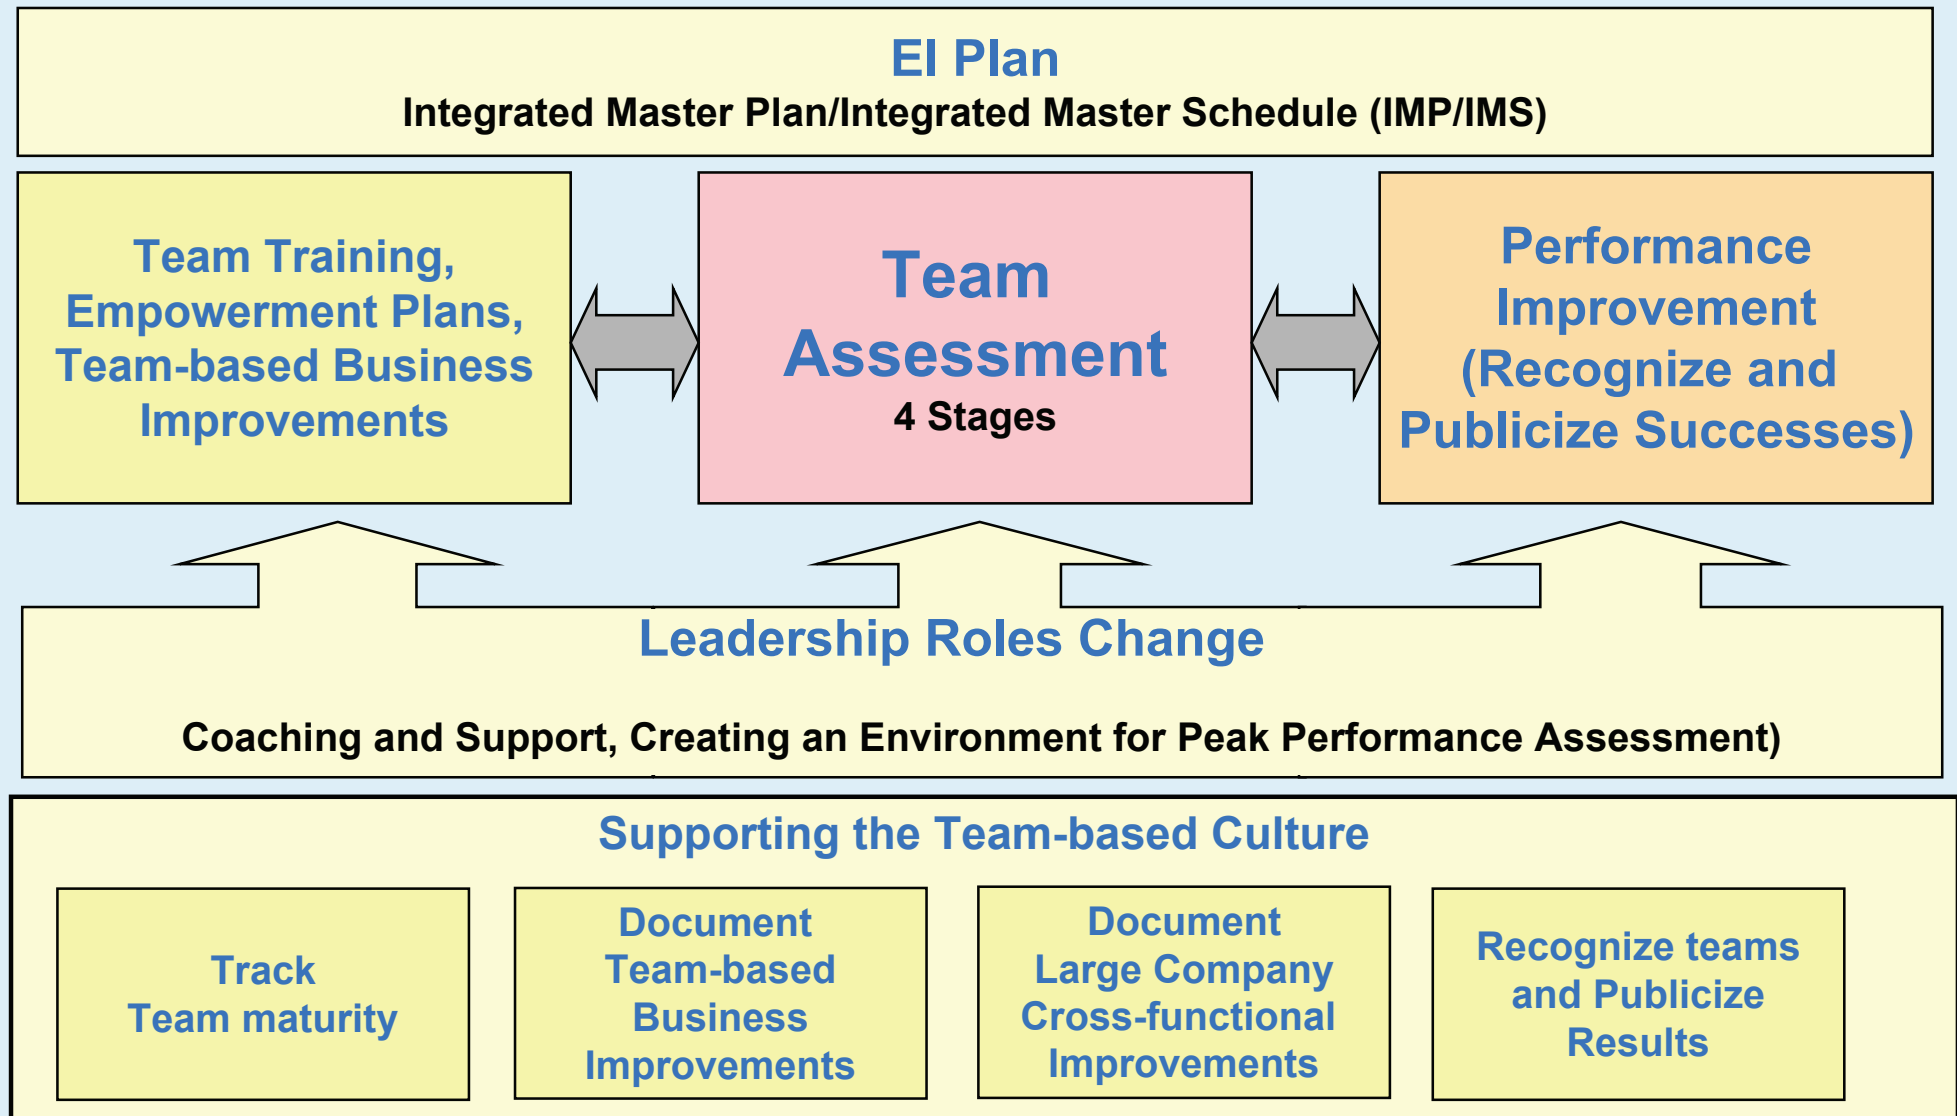 EI Plan
Integrated Master Plan/Integrated Master Schedule (IMP/IMS)
Team Training,
Empowerment Plans,
Team-based Business
Improvements
Team
Assessment
4 Stages
Performance
Improvement
(Recognize and
Publicize Successes)
Leadership Roles Change
Coaching and Support, Creating an Environment for Peak Performance Assessment)
Supporting the Team-based Culture
Track
Team maturity
Document
Team-based
Business
Improvements
Document
Large Company
Cross-functional
Improvements
Recognize teams
and Publicize
Results